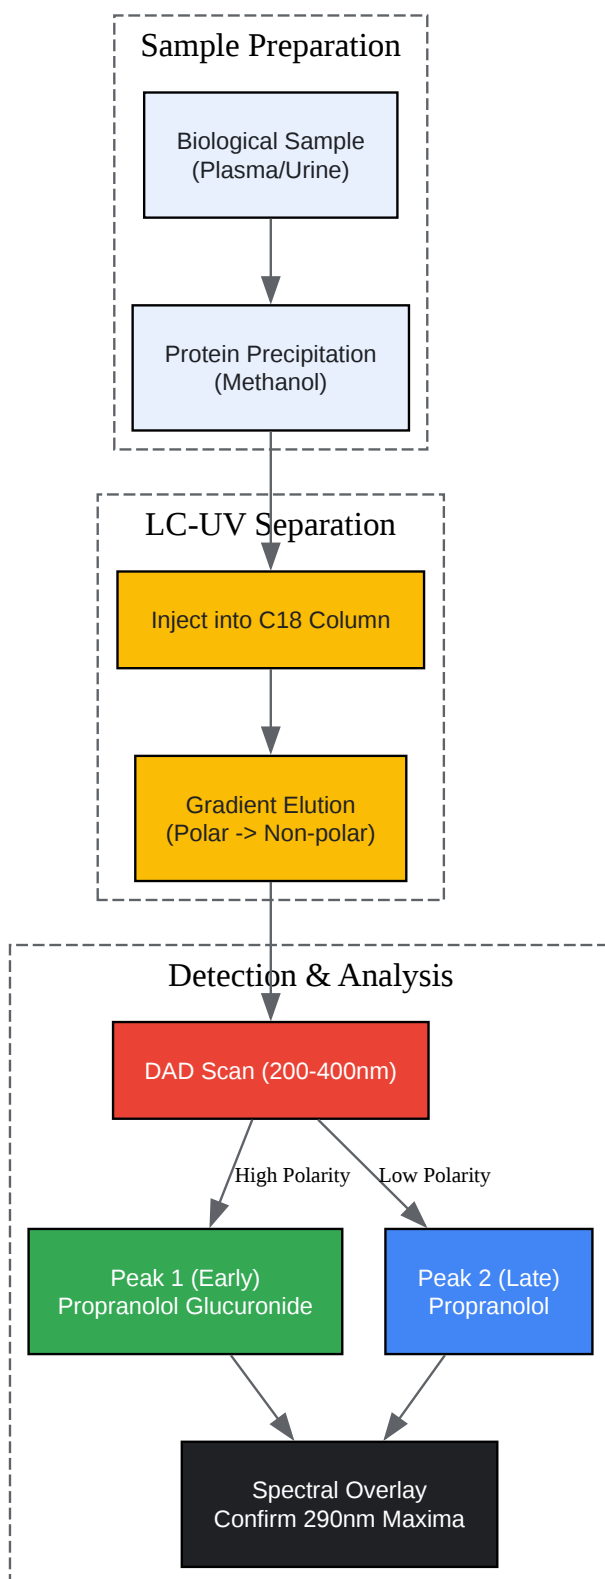 Sample Preparation
Biological Sample
(Plasma/Urine)
Protein Precipitation
(Methanol)
LC-UV Separation
Inject into C18 Column
Gradient Elution
(Polar -> Non-polar)
Detection & Analysis
DAD Scan (200-400nm)
High Polarity
Low Polarity
Peak 1 (Early)
Propranolol Glucuronide
Peak 2 (Late)
Propranolol
Spectral Overlay
Confirm 290nm Maxima